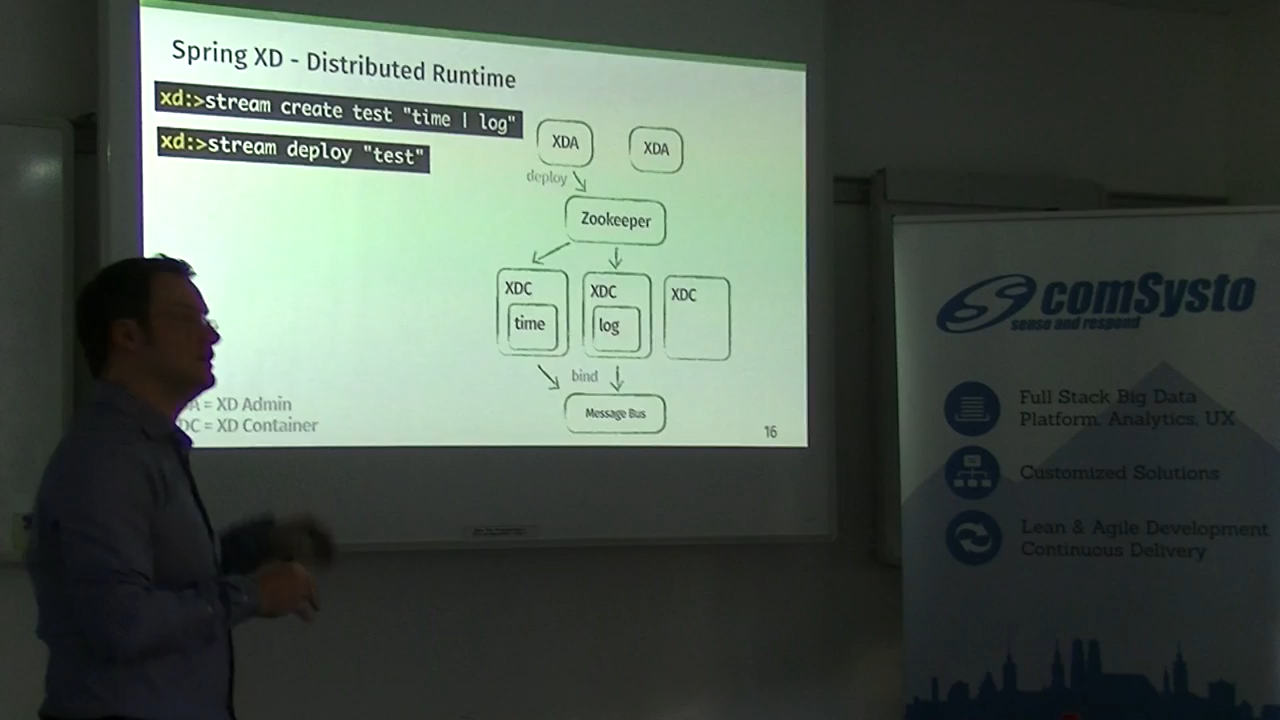 Spring XD - Distributed Runtime
xd:>stream create test "time | log"
xd:>stream deploy "test"
XDA
XDA
deploy
Zookeeper
XDC
XDC
XDC
time
log
bind
Message Bus
A = XD Admin
DC = XD Container
16
comSysto
sense and respond
Full Stack Big Data
Platform, Analytics, UX
Customized Solutions
Lean & Agile Development
Continuous Delivery